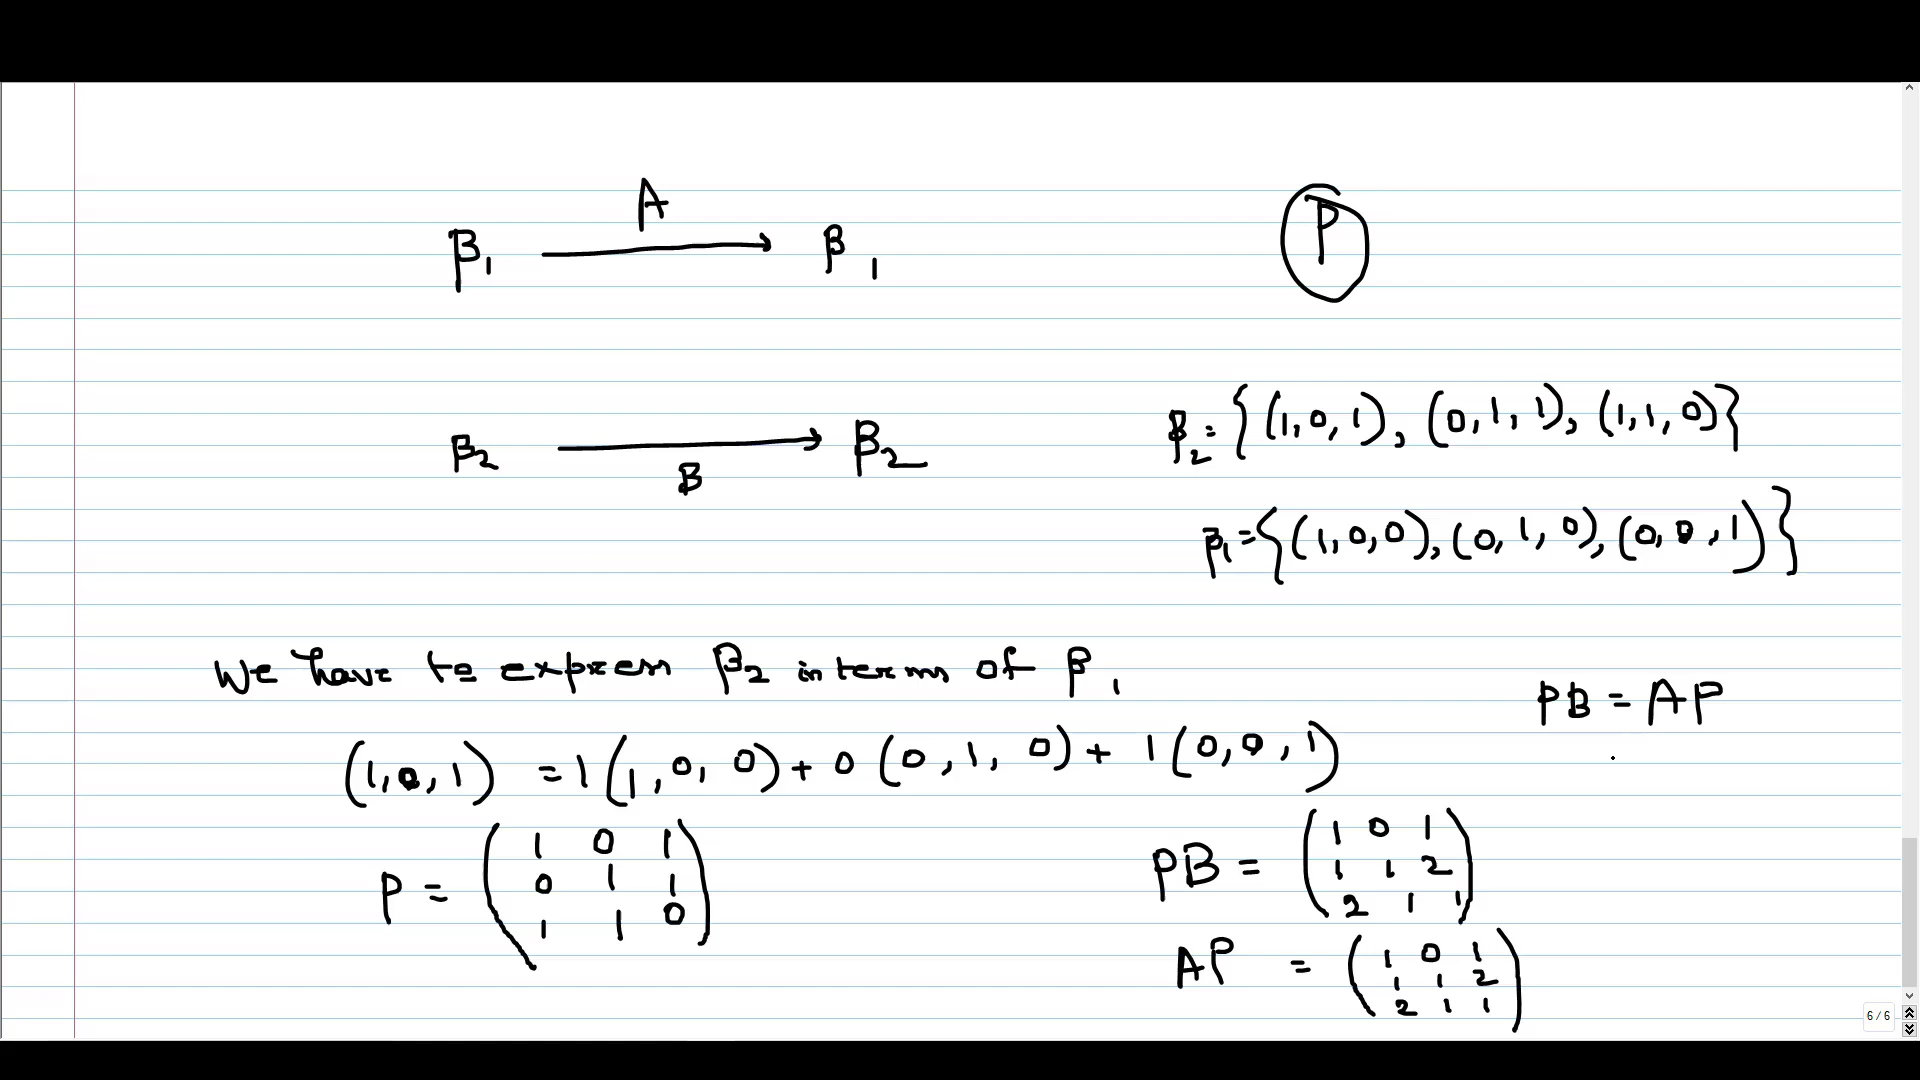 A
β₁ ⟶ β₁
P
β₂ ⟶ β₂
B
β₂ = {(1,0,1), (0,1,1), (1,1,0)}
β₁ = {(1,0,0), (0,1,0), (0,0,1)}
We have to express β₂ in terms of β₁
PB = AP
(1,0,1) = 1(1,0,0) + 0(0,1,0) + 1(0,0,1)
P = (1 0 1
0 1 1
1 1 0)
PB = (1 0 1
1 1 2
2 1 1)
AP = (1 0 1
1 1 2
2 1 1)
6 / 6